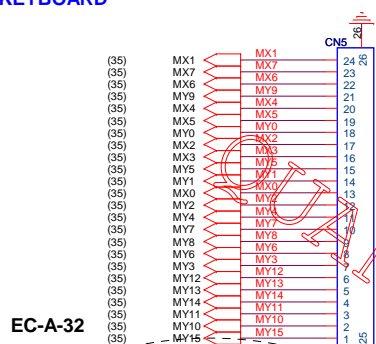 KEYBOARD
26
CN5
(35) MX1 MX1 24 26
(35) MX7 MX7 23
(35) MX6 MX6 22
(35) MY9 MY9 21
(35) MX4 MX4 20
(35) MX5 MX5 19
(35) MY0 MY0 18
(35) MX2 MX2 17
(35) MX3 MX3 16
(35) MY5 MY5 15
(35) MY1 MY1 14
(35) MX0 MX0 13
(35) MY2 MY2 12
(35) MY4 MY4 11
(35) MY7 MY7 10
(35) MY8 MY8 9
(35) MY6 MY6 8
(35) MY3 MY3 7
(35) MY12 MY12 6
(35) MY13 MY13 5
(35) MY14 MY14 4
(35) MY11 MY11 3
(35) MY10 MY10 2
(35) MY15 MY15 1 25
EC-A-32